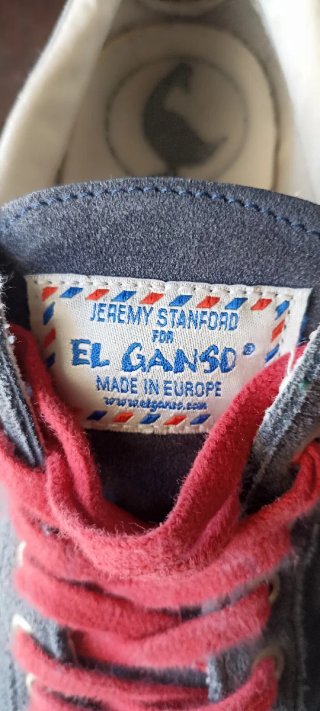 JEREMY STANFORD
FOR
EL GANSO®
MADE IN EUROPE
www.elganso.com